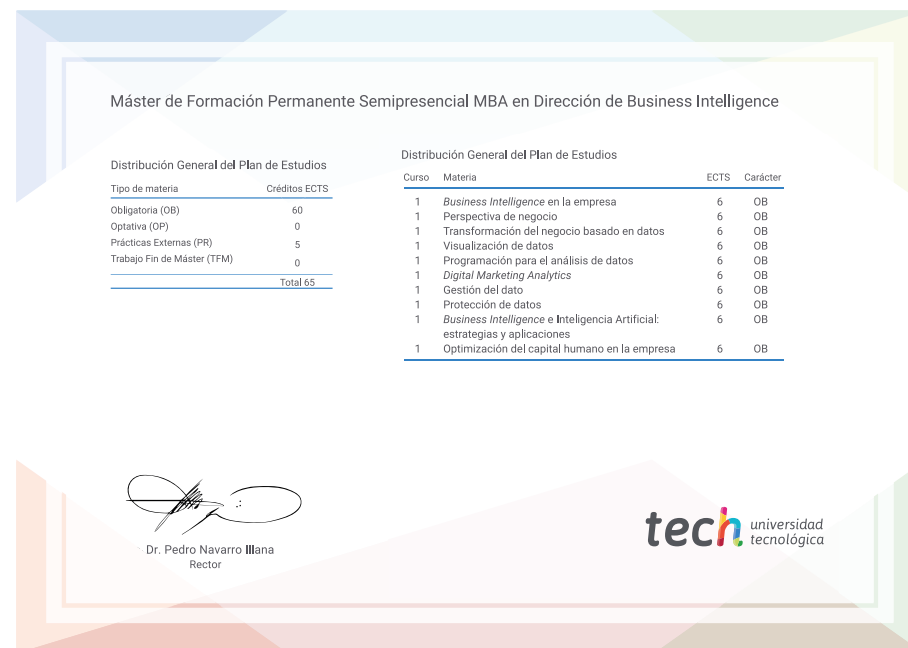 Máster de Formación Permanente Semipresencial MBA en Dirección de Business Intelligence
Distribución General del Plan de Estudios
Tipo de materia Créditos ECTS
Obligatoria (OB) 60
Optativa (OP) 0
Prácticas Externas (PR) 5
Trabajo Fin de Máster (TFM) 0
Total 65
Distribución General del Plan de Estudios
Curso Materia ECTS Carácter
1 Business Intelligence en la empresa 6 OB
1 Perspectiva de negocio 6 OB
1 Transformación del negocio basado en datos 6 OB
1 Visualización de datos 6 OB
1 Programación para el análisis de datos 6 OB
1 Digital Marketing Analytics 6 OB
1 Gestión del dato 6 OB
1 Protección de datos 6 OB
1 Business Intelligence e Inteligencia Artificial: 6 OB
estrategias y aplicaciones
1 Optimización del capital humano en la empresa 6 OB
Dr. Pedro Navarro Illana
Rector
tech universidad
tecnológica